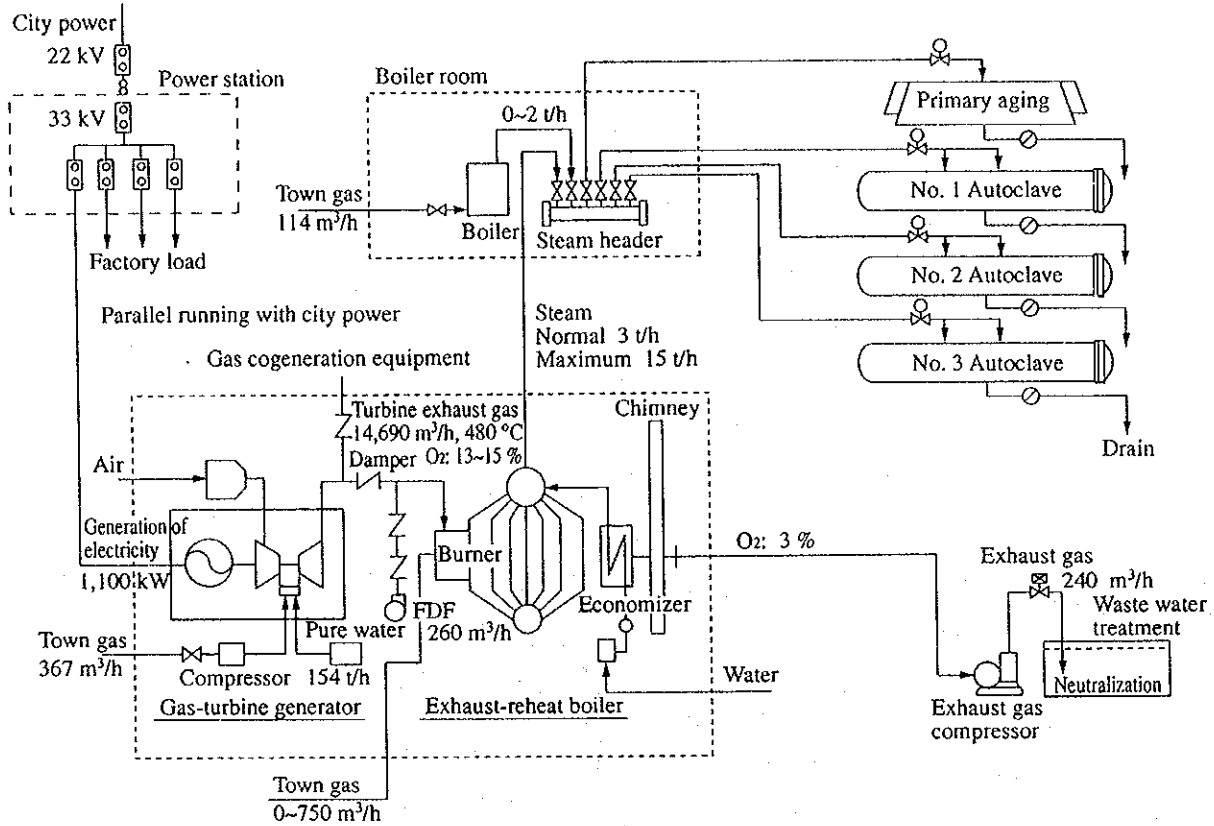 City power
22 kV
Power station
33 kV
Factory load
Boiler room
0~2 t/h
Town gas
114 m³/h
Boiler
Steam header
Primary aging
No. 1 Autoclave
No. 2 Autoclave
No. 3 Autoclave
Drain
Parallel running with city power
Gas cogeneration equipment
Steam
Normal 3 t/h
Maximum 15 t/h
Turbine exhaust gas
14,690 m³/h, 480 °C
O₂: 13~15 %
Damper
Chimney
Air
Generation of
electricity
1,100 kW
Burner
Economizer
FDF
260 m³/h
Pure water
154 t/h
Town gas
367 m³/h
Compressor
Gas-turbine generator
Exhaust-reheat boiler
Water
O₂: 3 %
Exhaust gas
240 m³/h
Waste water
treatment
Neutralization
Exhaust gas
compressor
Town gas
0~750 m³/h